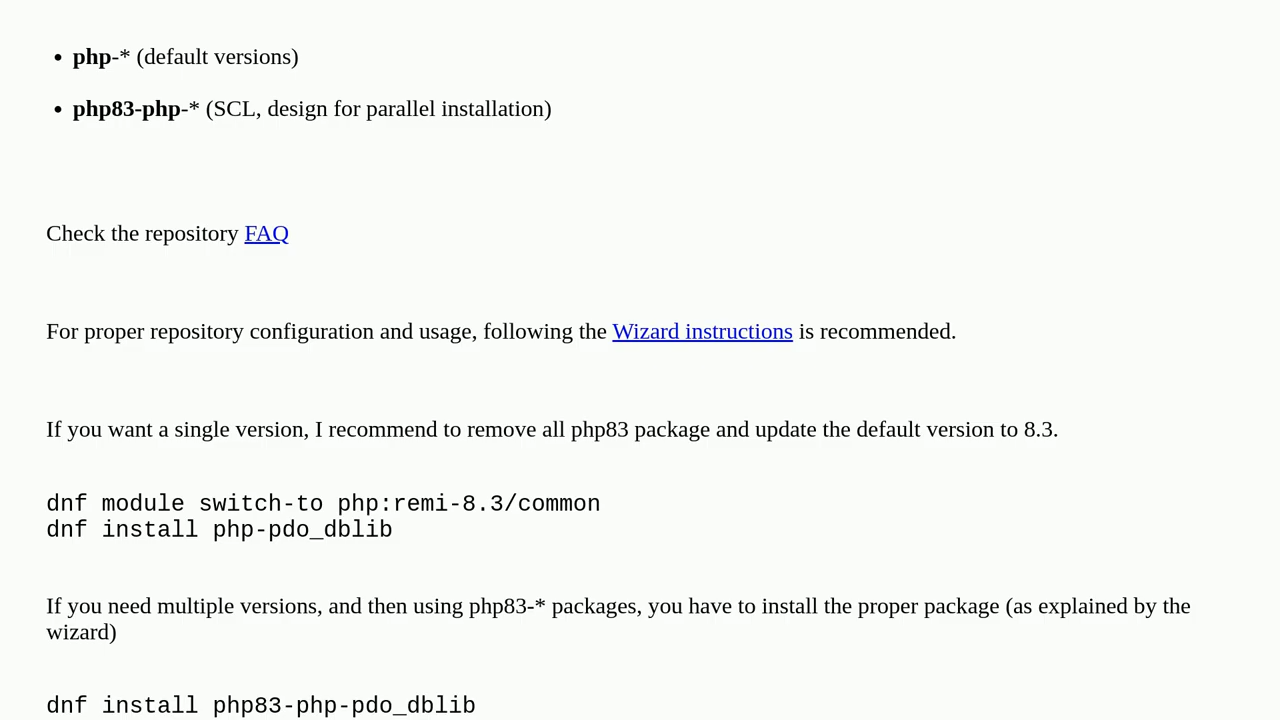 • php-* (default versions)
• php83-php-* (SCL, design for parallel installation)
Check the repository FAQ
For proper repository configuration and usage, following the Wizard instructions is recommended.
If you want a single version, I recommend to remove all php83 package and update the default version to 8.3.
dnf module switch-to php:remi-8.3/common
dnf install php-pdo_dblib
If you need multiple versions, and then using php83-* packages, you have to install the proper package (as explained by the
wizard)
dnf install php83-php-pdo_dblib